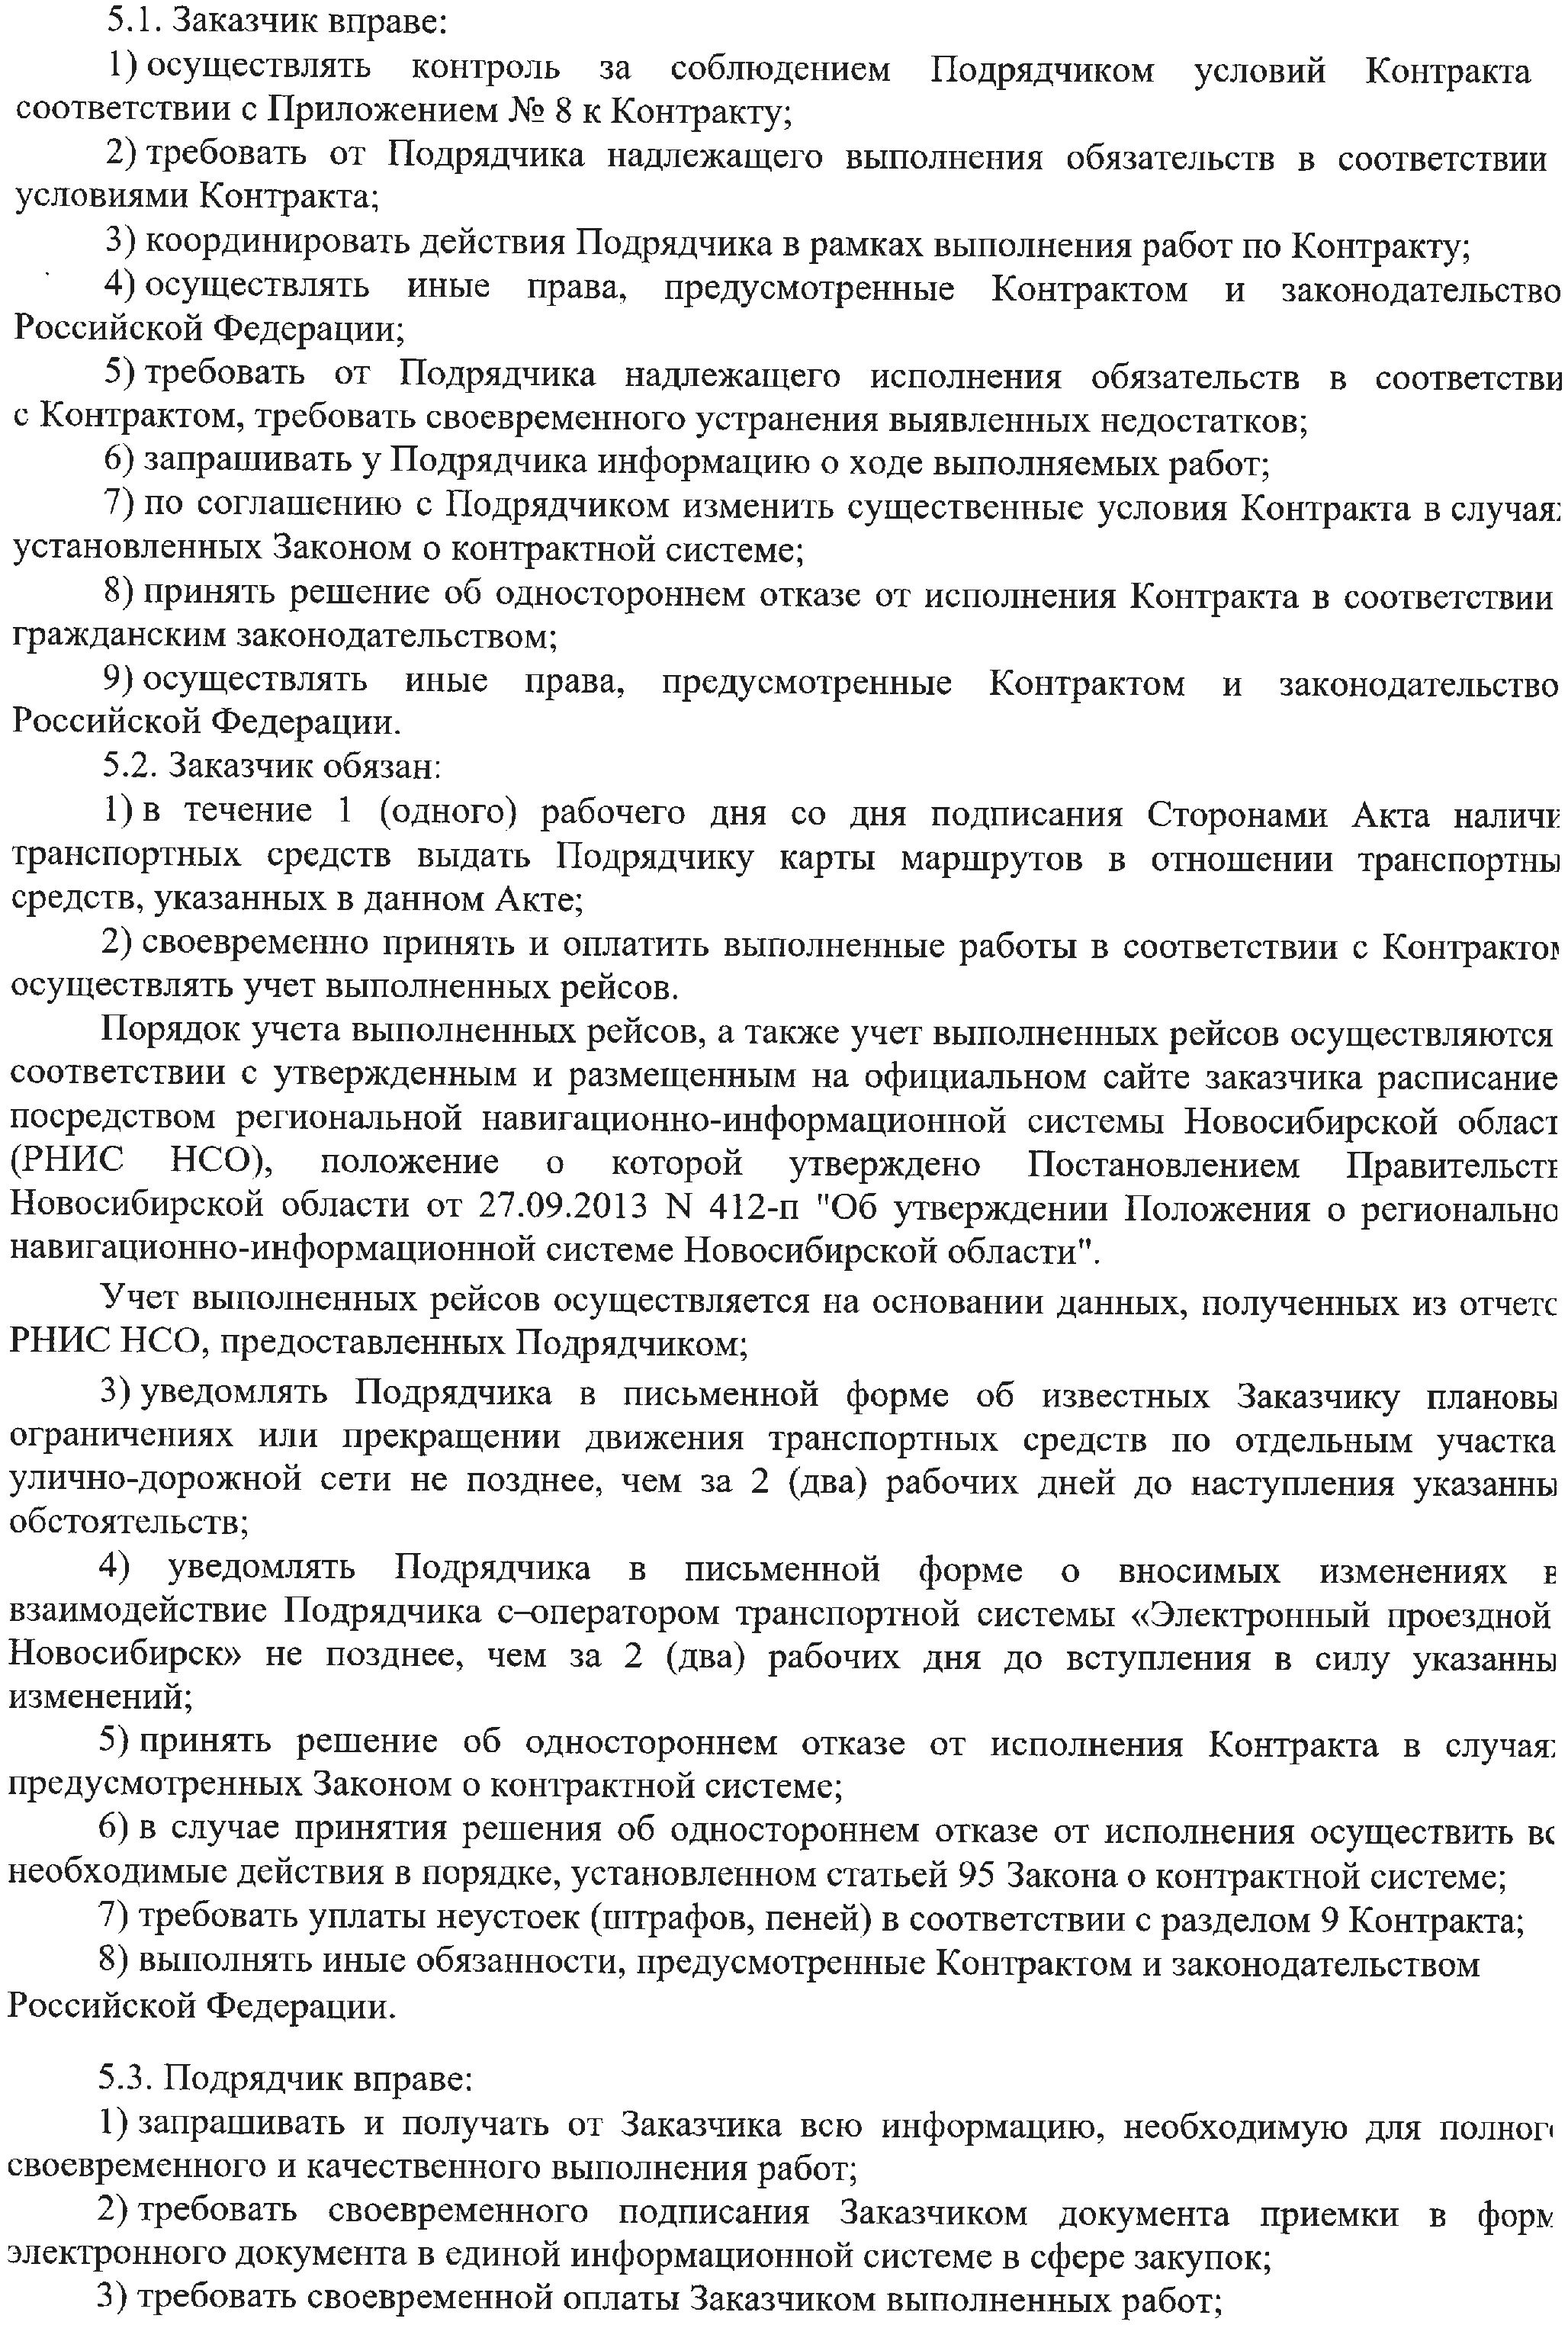 5.1. Заказчик вправе:
1) осуществлять контроль за соблюдением Подрядчиком условий Контракта
соответствии с Приложением № 8 к Контракту;
2) требовать от Подрядчика надлежащего выполнения обязательств в соответствии
условиями Контракта;
3) координировать действия Подрядчика в рамках выполнения работ по Контракту;
4) осуществлять иные права, предусмотренные Контрактом и законодательство
Российской Федерации;
5) требовать от Подрядчика надлежащего исполнения обязательств в соответстви
с Контрактом, требовать своевременного устранения выявленных недостатков;
6) запрашивать у Подрядчика информацию о ходе выполняемых работ;
7) по соглашению с Подрядчиком изменить существенные условия Контракта в случая
установленных Законом о контрактной системе;
8) принять решение об одностороннем отказе от исполнения Контракта в соответствии
гражданским законодательством;
9) осуществлять иные права, предусмотренные Контрактом и законодательство
Российской Федерации.
5.2. Заказчик обязан:
1) в течение 1 (одного) рабочего дня со дня подписания Сторонами Акта наличи
транспортных средств выдать Подрядчику карты маршрутов в отношении транспортны
средств, указанных в данном Акте;
2) своевременно принять и оплатить выполненные работы в соответствии с Контракто
осуществлять учет выполненных рейсов.
Порядок учета выполненных рейсов, а также учет выполненных рейсов осуществляются
соответствии с утвержденным и размещенным на официальном сайте заказчика расписание
посредством региональной навигационно-информационной системы Новосибирской облас
(РНИС НСО), положение о которой утверждено Постановлением Правительст
Новосибирской области от 27.09.2013 N 412-п "Об утверждении Положения о регионально
навигационно-информационной системе Новосибирской области".
Учет выполненных рейсов осуществляется на основании данных, полученных из отчето
РНИС НСО, предоставленных Подрядчиком;
3) уведомлять Подрядчика в письменной форме об известных Заказчику плановы
ограничениях или прекращении движения транспортных средств по отдельным участка
улично-дорожной сети не позднее, чем за 2 (два) рабочих дней до наступления указанны
обстоятельств;
4) уведомлять Подрядчика в письменной форме о вносимых изменениях в
взаимодействие Подрядчика с–оператором транспортной системы «Электронный проездной
Новосибирск» не позднее, чем за 2 (два) рабочих дня до вступления в силу указанны
изменений;
5) принять решение об одностороннем отказе от исполнения Контракта в случая
предусмотренных Законом о контрактной системе;
6) в случае принятия решения об одностороннем отказе от исполнения осуществить вс
необходимые действия в порядке, установленном статьей 95 Закона о контрактной системе;
7) требовать уплаты неустоек (штрафов, пеней) в соответствии с разделом 9 Контракта;
8) выполнять иные обязанности, предусмотренные Контрактом и законодательством
Российской Федерации.
5.3. Подрядчик вправе:
1) запрашивать и получать от Заказчика всю информацию, необходимую для полног
своевременного и качественного выполнения работ;
2) требовать своевременного подписания Заказчиком документа приемки в форм
электронного документа в единой информационной системе в сфере закупок;
3) требовать своевременной оплаты Заказчиком выполненных работ;